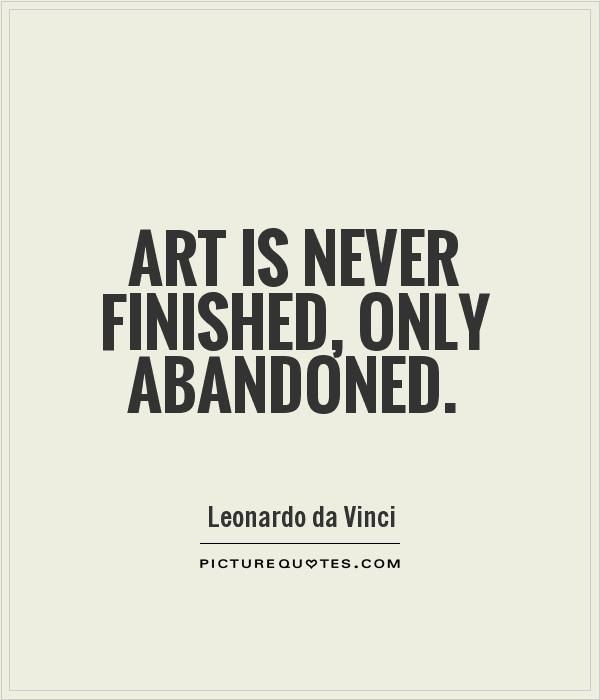 ART IS NEVER
FINISHED, ONLY
ABANDONED.
Leonardo da Vinci
PICTUREQUOTES.COM